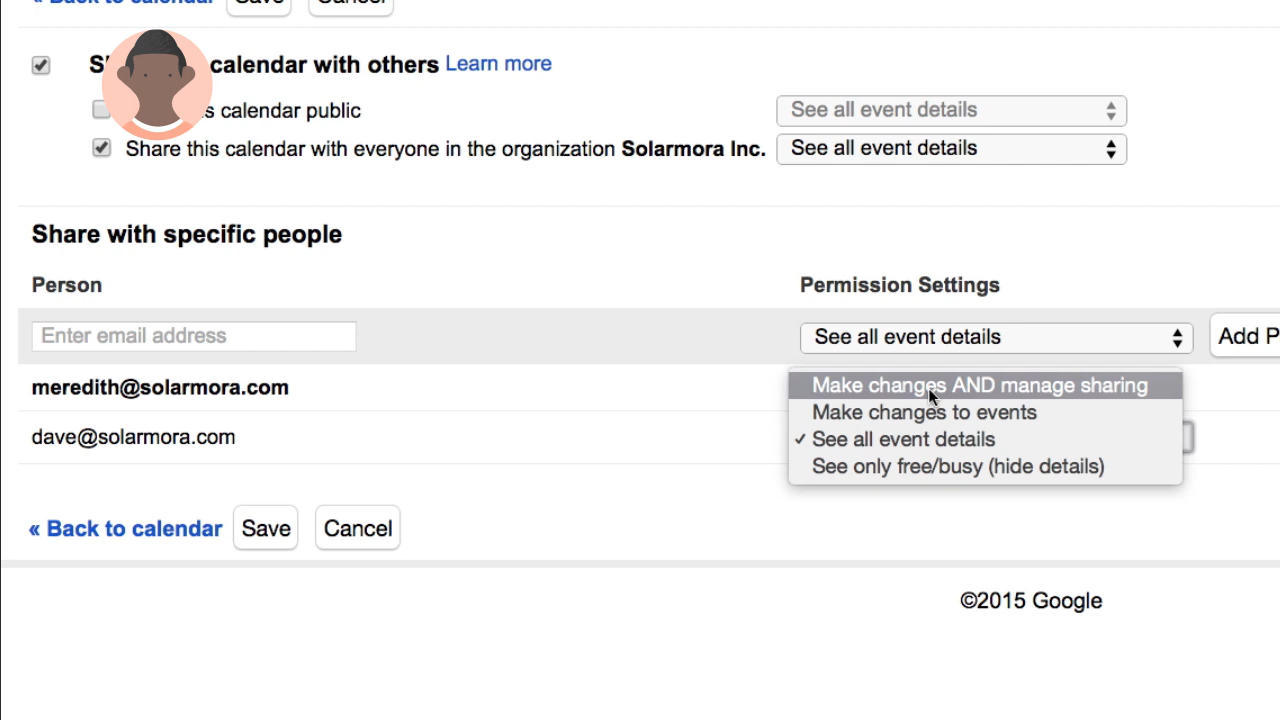 « Back to calendar Save Cancel
calendar with others Learn more
calendar public See all event details
Share this calendar with everyone in the organization Solarmora Inc. See all event details
Share with specific people
Person Permission Settings
Enter email address See all event details Add
meredith@solarmora.com Make changes AND manage sharing
Make changes to events
dave@solarmora.com ✓ See all event details
See only free/busy (hide details)
« Back to calendar Save Cancel
©2015 Google